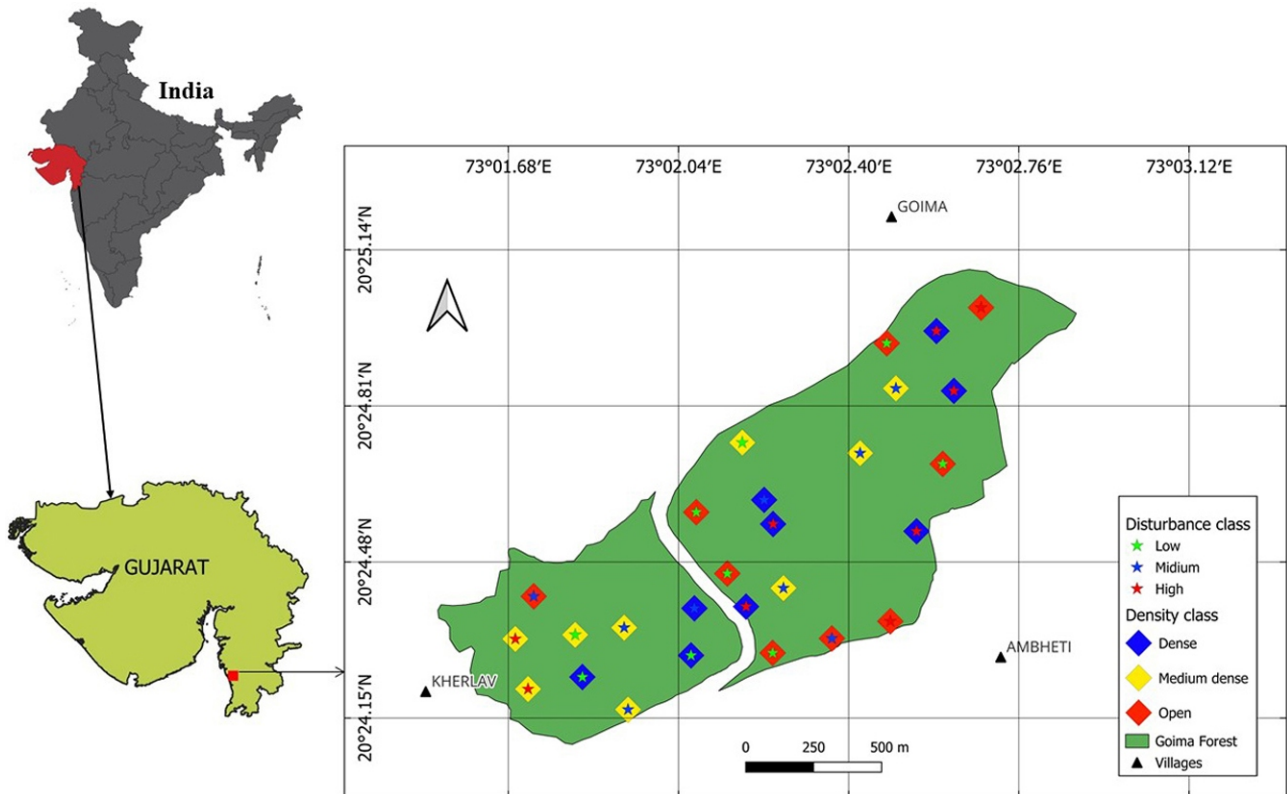 India
GUJARAT
73°01.68′E
73°02.04′E
73°02.40′E
73°02.76′E
73°03.12′E
20°25.14′N
20°24.81′N
20°24.48′N
20°24.15′N
GOIMA
AMBHETI
KHERLAV
0 250 500 m
Disturbance class
Low
Midium
High
Density class
Dense
Medium dense
Open
Goima Forest
Villages